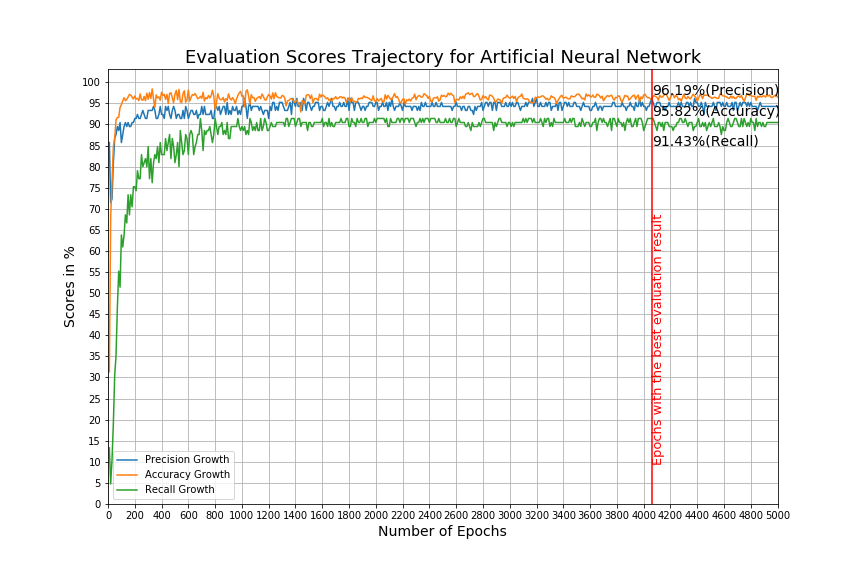 Evaluation Scores Trajectory for Artificial Neural Network
Scores in %
100
95
90
85
80
75
70
65
60
55
50
45
40
35
30
25
20
15
10
5
0
96.19%(Precision)
95.82%(Accuracy)
91.43%(Recall)
Epochs with the best evaluation result
Precision Growth
Accuracy Growth
Recall Growth
0 200 400 600 800 1000 1200 1400 1600 1800 2000 2200 2400 2600 2800 3000 3200 3400 3600 3800 4000 4200 4400 4600 4800 5000
Number of Epochs